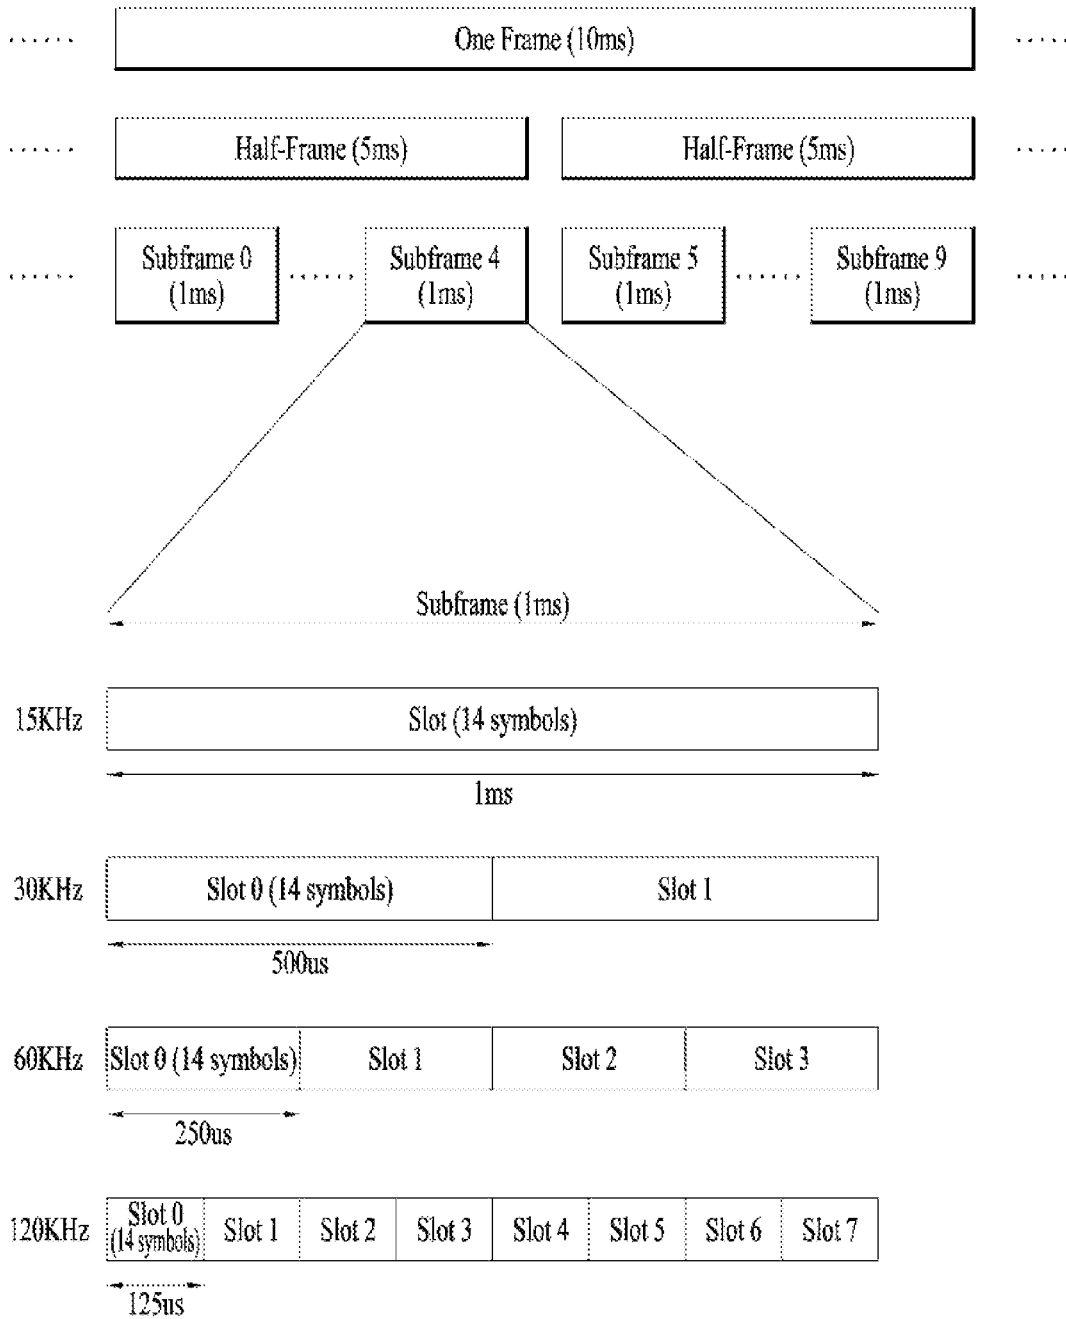 One Frame (10ms)
Half-Frame (5ms) Half-Frame (5ms)
Subframe 0 Subframe 4 Subframe 5 Subframe 9
(1ms) (1ms) (1ms) (1ms)
Subframe (1ms)
15KHz Slot (14 symbols)
1ms
30KHz Slot 0 (14 symbols) Slot 1
500us
60KHz Slot 0 (14 symbols) Slot 1 Slot 2 Slot 3
250us
120KHz Slot 0 (14 symbols) Slot 1 Slot 2 Slot 3 Slot 4 Slot 5 Slot 6 Slot 7
125us